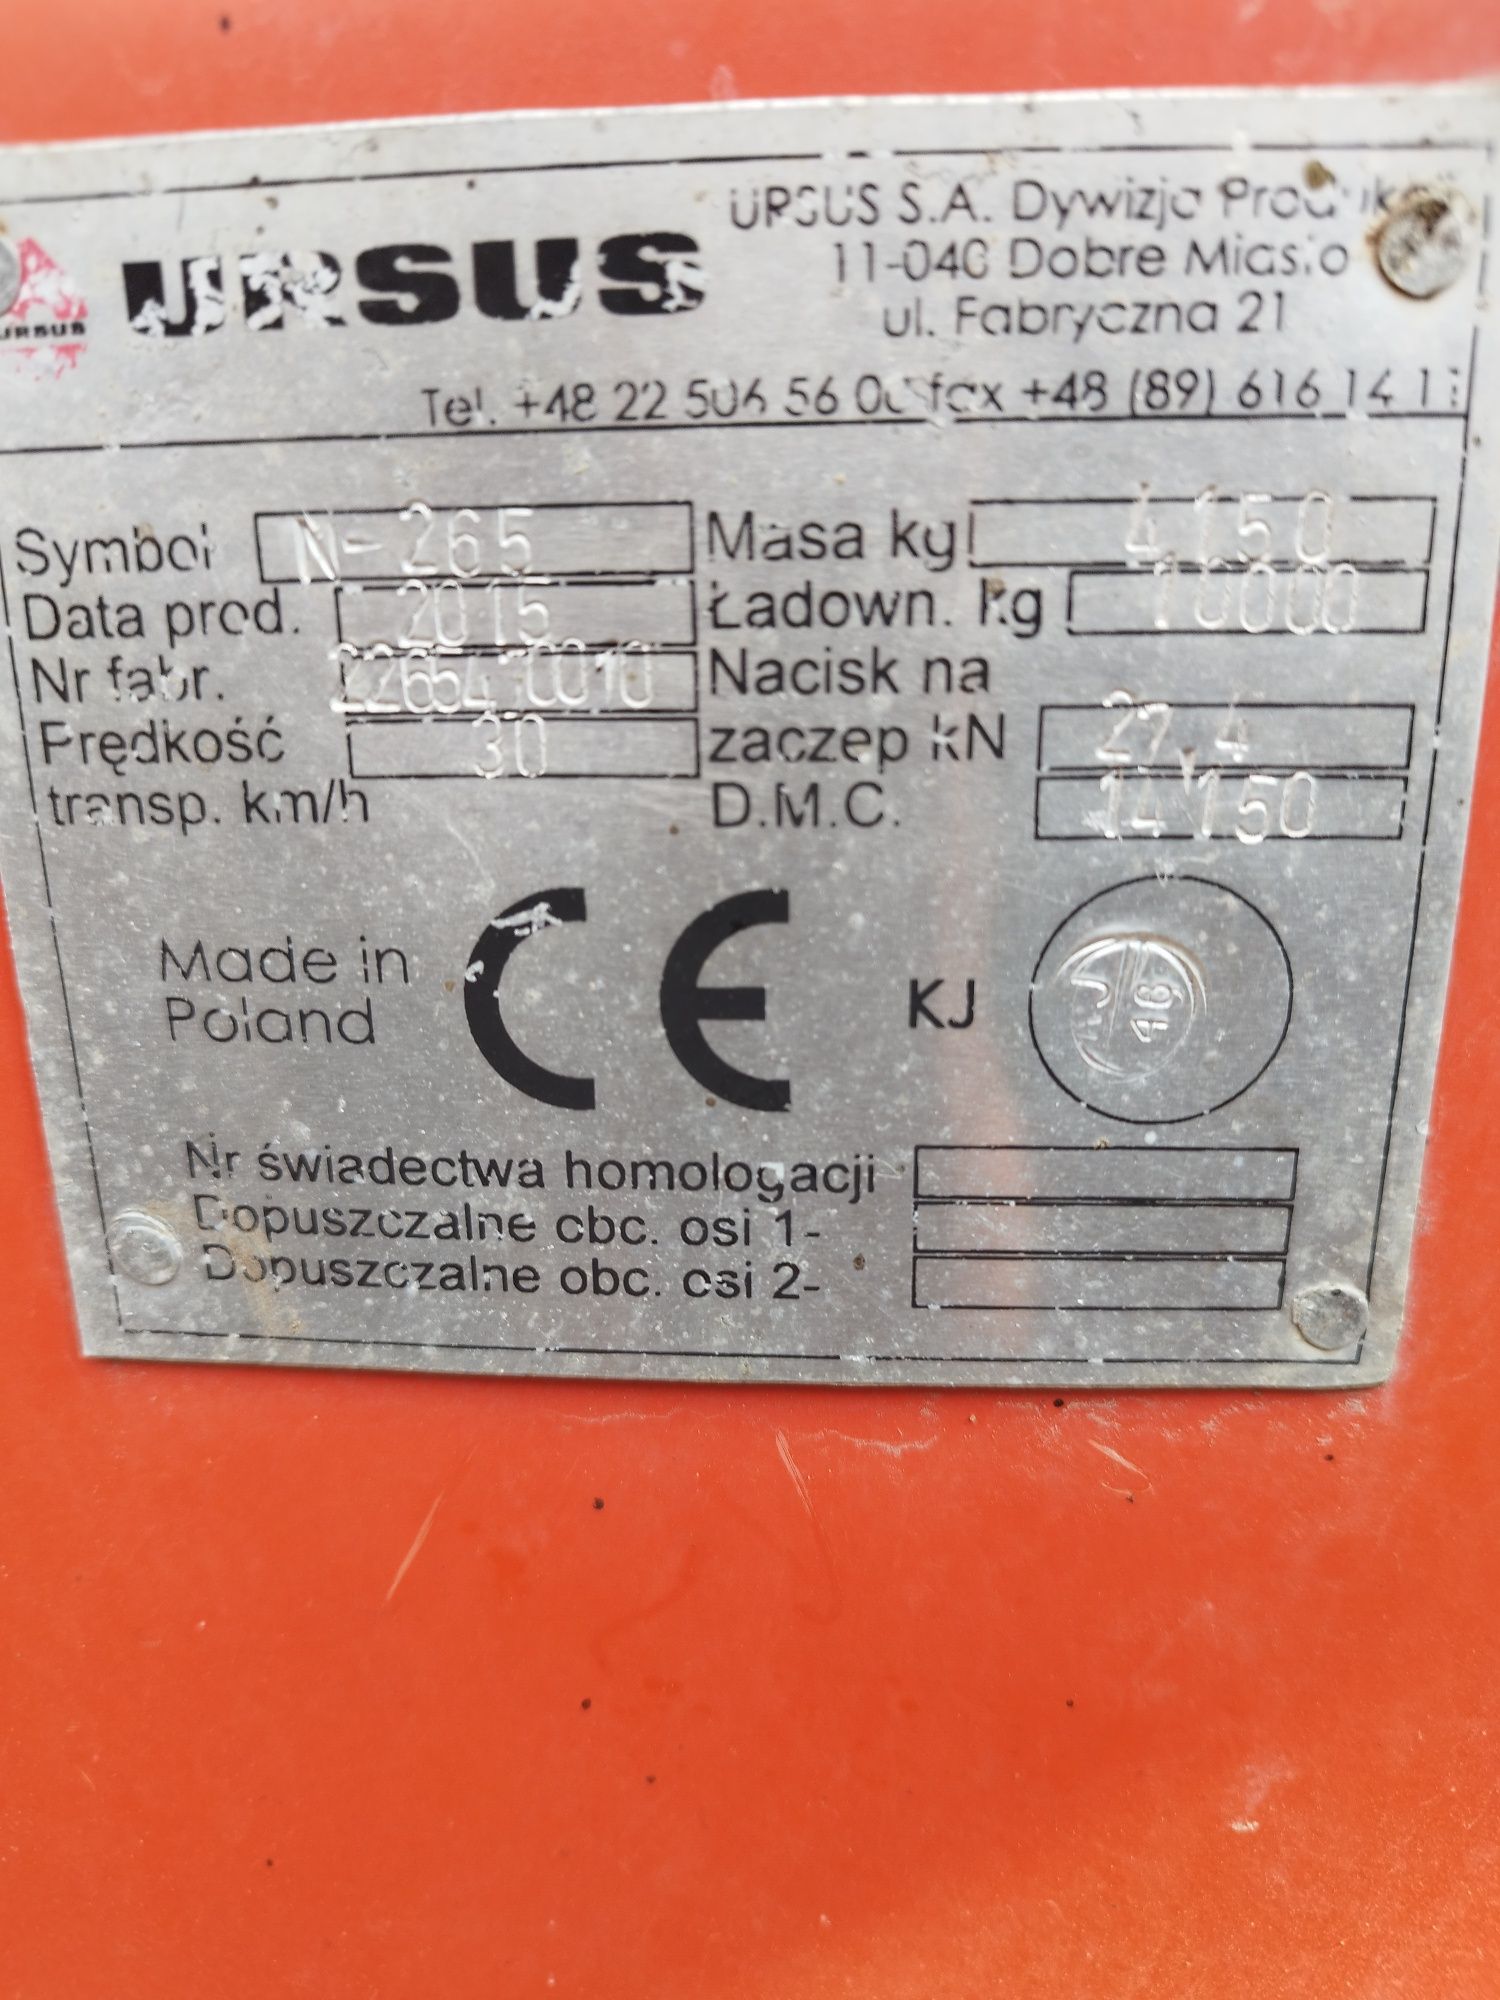 URSUS
URSUS
URSUS S.A. Dywizja
11-040 Dobre Miasto
ul. Fabryczna 21
Tel. +48 22 506 56 fax +48 (89) 616 14
Symbol N-265 Masa kg 4150
Data prod. 2015 Ładown. kg 10000
Nr fabr. Nacisk na
Prędkość 30 zaczep kN 27,4
transp. km/h D.M.C. 14150
Made in
Poland
CE
KJ
Nr świadectwa homologacji
Dopuszczalne obc. osi 1-
Dopuszczalne obc. osi 2-